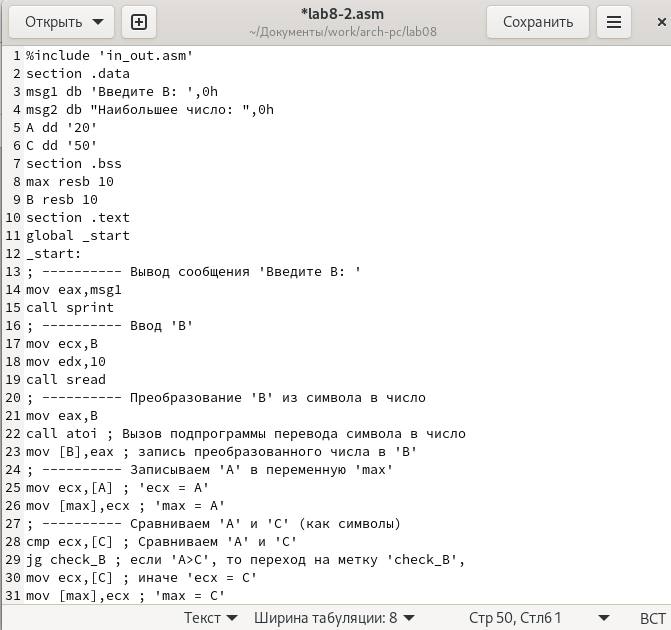 Открыть
*lab8-2.asm
~/Документы/work/arch-pc/lab08
Сохранить
1 %include 'in_out.asm'
2 section .data
3 msg1 db 'Введите B: ',0h
4 msg2 db "Наибольшее число: ",0h
5 A dd '20'
6 C dd '50'
7 section .bss
8 max resb 10
9 B resb 10
10 section .text
11 global _start
12 _start:
13 ; ---------- Вывод сообщения 'Введите B: '
14 mov eax,msg1
15 call sprint
16 ; ---------- Ввод 'B'
17 mov ecx,B
18 mov edx,10
19 call sread
20 ; ---------- Преобразование 'B' из символа в число
21 mov eax,B
22 call atoi ; Вызов подпрограммы перевода символа в число
23 mov [B],eax ; запись преобразованного числа в 'B'
24 ; ---------- Записываем 'A' в переменную 'max'
25 mov ecx,[A] ; 'ecx = A'
26 mov [max],ecx ; 'max = A'
27 ; ---------- Сравниваем 'A' и 'С' (как символы)
28 cmp ecx,[C] ; Сравниваем 'A' и 'С'
29 jg check_B ; если 'A>C', то переход на метку 'check_B',
30 mov ecx,[C] ; иначе 'ecx = C'
31 mov [max],ecx ; 'max = C'
Текст Ширина табуляции: 8 Стр 50, Стлб 1 ВСТ